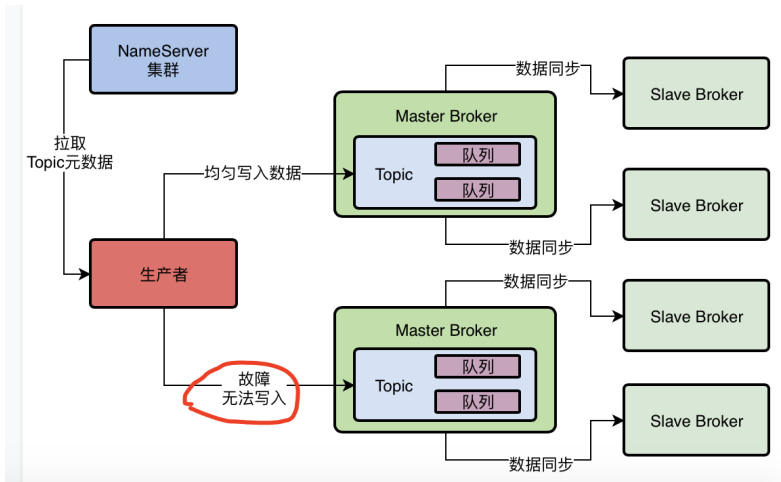 NameServer
集群
拉取
Topic元数据
生产者
均匀写入数据
故障
无法写入
Master Broker
Topic
队列
队列
数据同步
数据同步
Slave Broker
Slave Broker
Master Broker
Topic
队列
队列
数据同步
数据同步
Slave Broker
Slave Broker